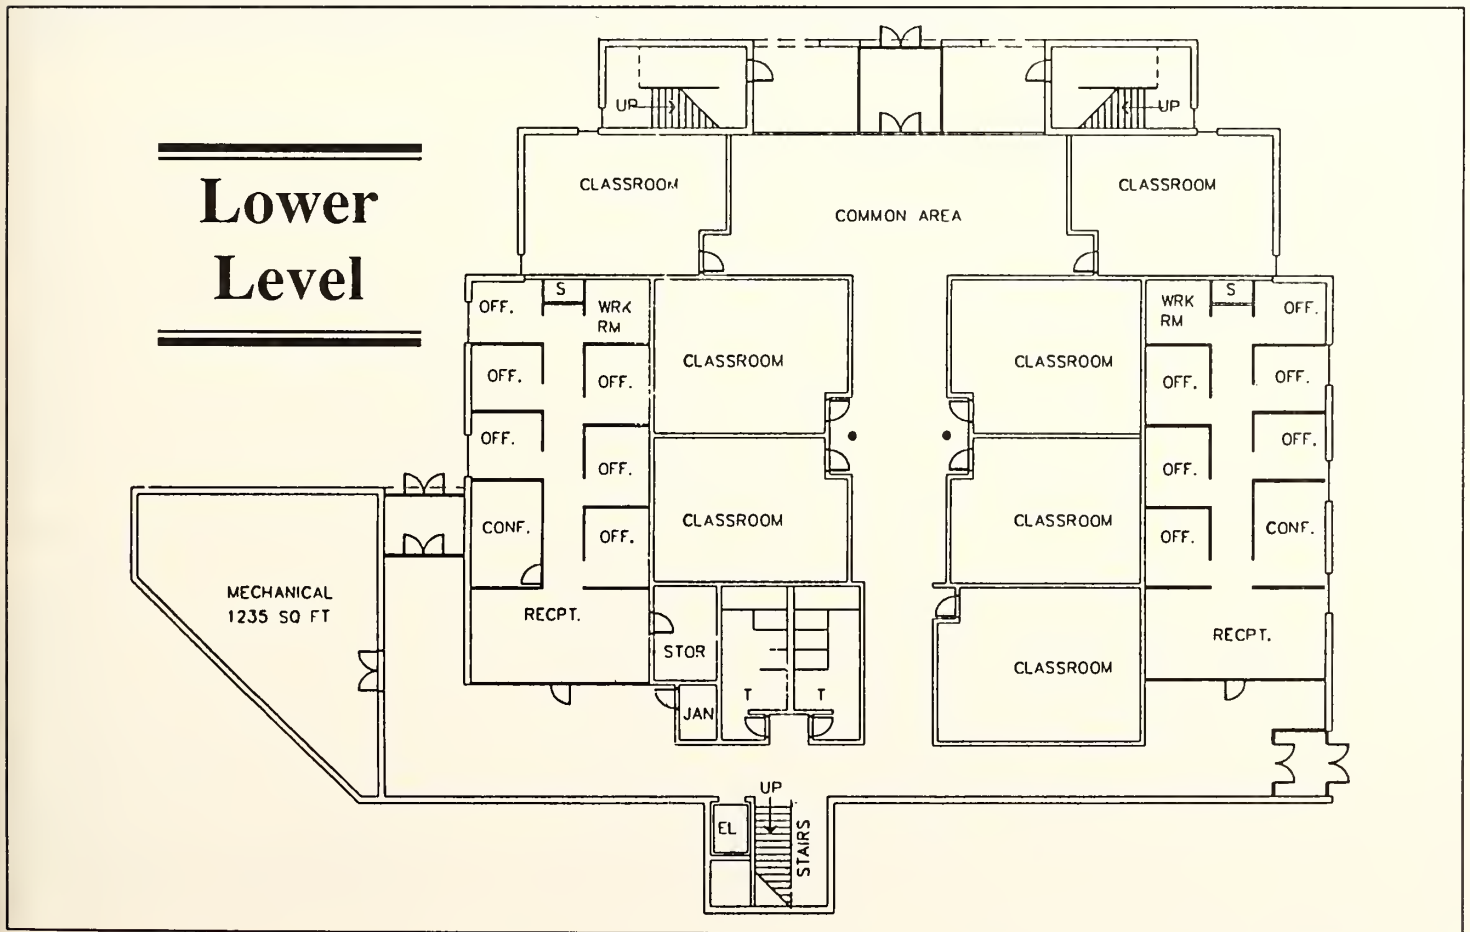 Lower
Level
UP
UP
CLASSROOM
CLASSROOM
COMMON AREA
OFF.
S
WRK
RM
CLASSROOM
CLASSROOM
WRK
RM
S
OFF.
OFF.
OFF.
OFF.
OFF.
OFF.
OFF.
OFF.
OFF.
CONF.
OFF.
CLASSROOM
CLASSROOM
OFF.
CONF.
MECHANICAL
1235 SQ FT
RECPT.
STOR
JAN
T
T
CLASSROOM
RECPT.
UP
EL
STAIRS